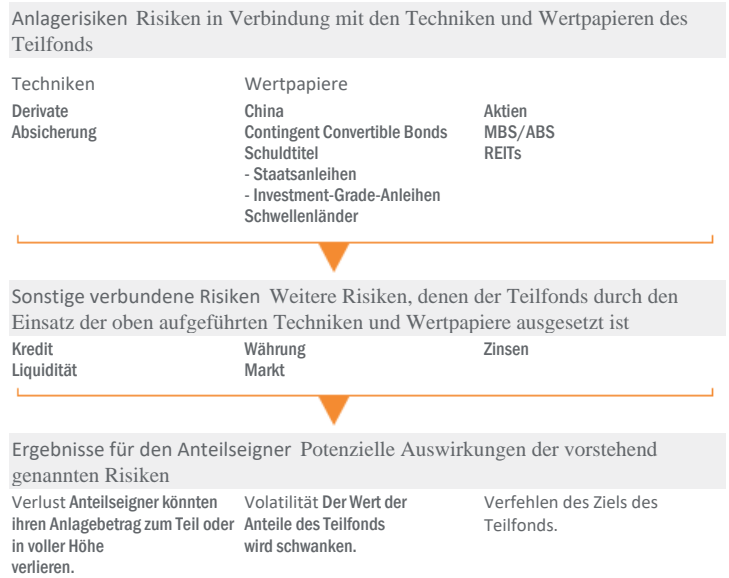 Anlagerisiken Risiken in Verbindung mit den Techniken und Wertpapieren des
Teilfonds
Techniken
Derivate
Absicherung
Wertpapiere
China
Contingent Convertible Bonds
Schuldtitel
- Staatsanleihen
- Investment-Grade-Anleihen
Schwellenländer
Aktien
MBS/ABS
REITs
Sonstige verbundene Risiken Weitere Risiken, denen der Teilfonds durch den
Einsatz der oben aufgeführten Techniken und Wertpapiere ausgesetzt ist
Kredit
Liquidität
Währung
Markt
Zinsen
Ergebnisse für den Anteilseigner Potenzielle Auswirkungen der vorstehend
genannten Risiken
Verlust Anteilseigner könnten
ihren Anlagebetrag zum Teil oder
in voller Höhe
verlieren.
Volatilität Der Wert der
Anteile des Teilfonds
wird schwanken.
Verfehlen des Ziels des
Teilfonds.